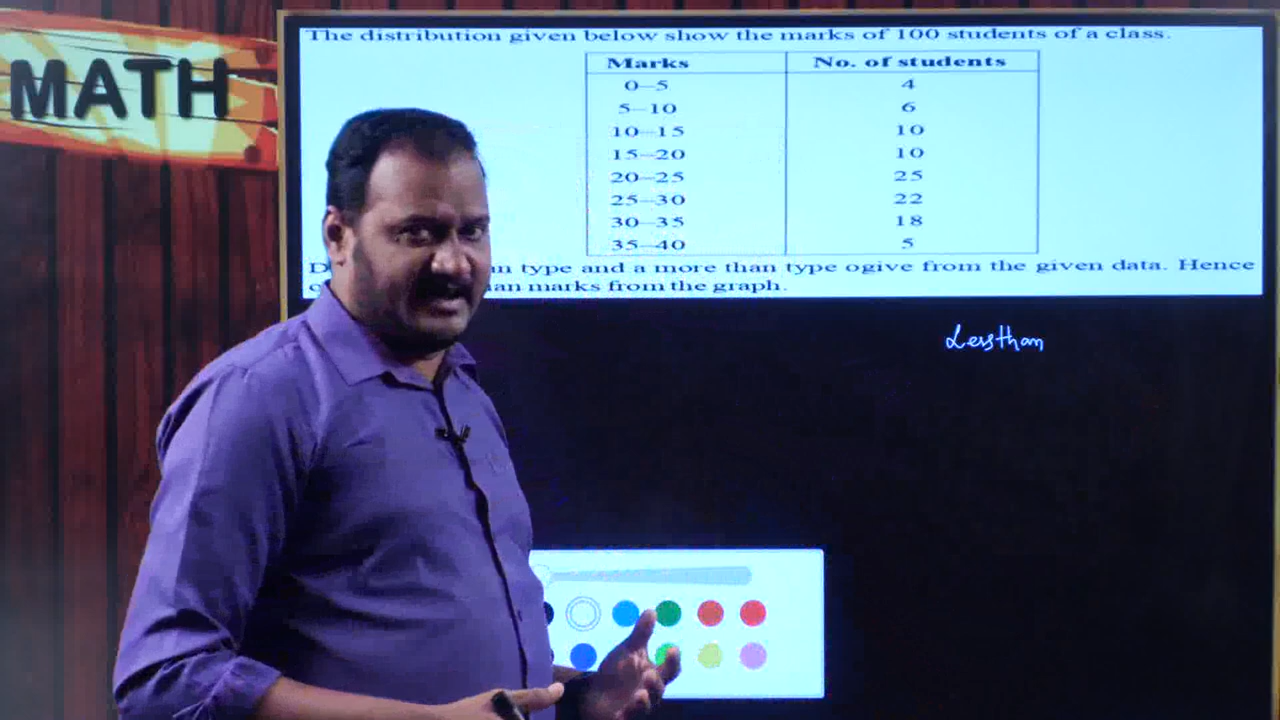 MATH
The distribution given below show the marks of 100 students of a class.
Marks No. of students
0–5 4
5–10 6
10–15 10
15–20 10
20–25 25
25–30 22
30–35 18
35–40 5
type and a more than type ogive from the given data. Hence
marks from the graph.
Less than